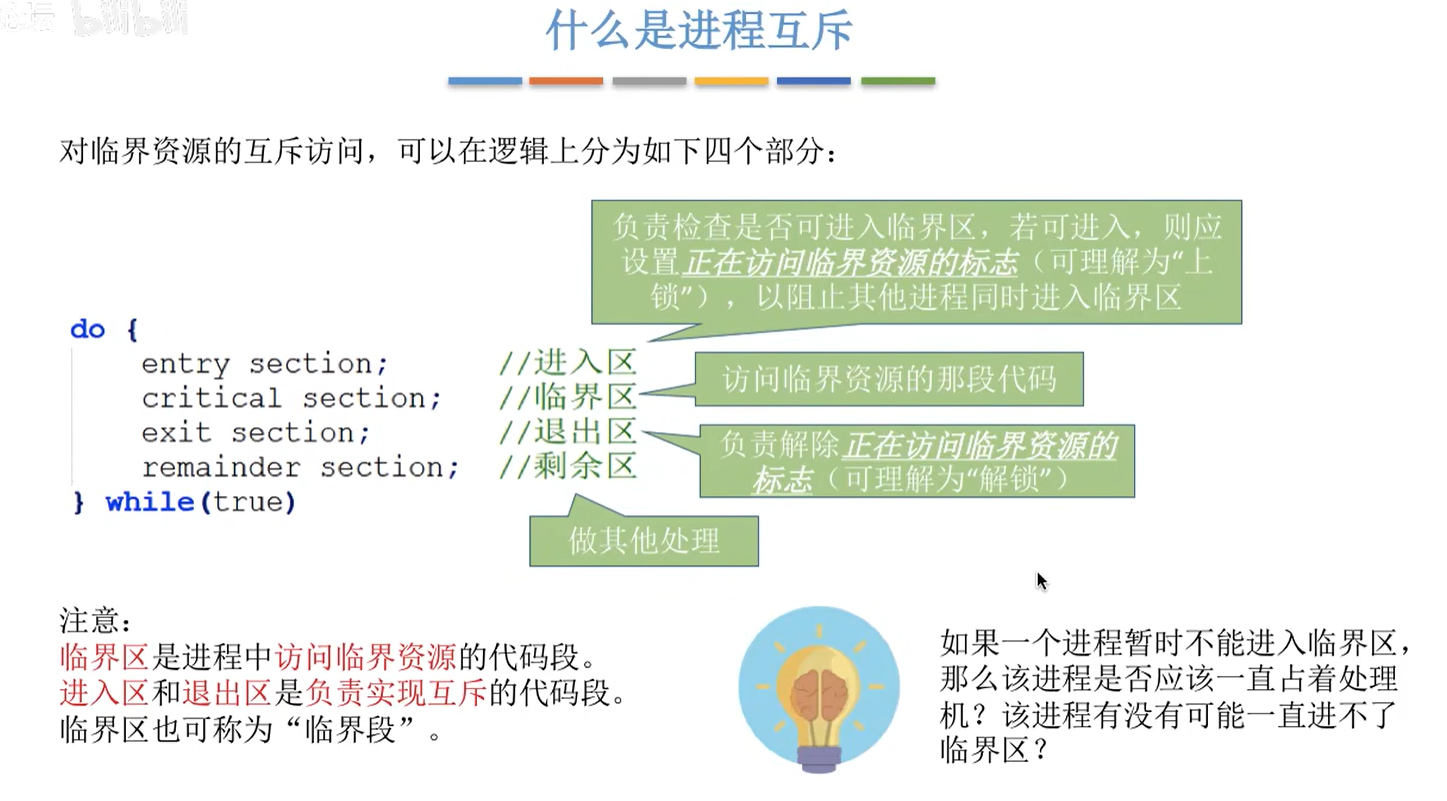 什么是进程互斥
对临界资源的互斥访问，可以在逻辑上分为如下四个部分：
负责检查是否可进入临界区，若可进入，则应
设置正在访问临界资源的标志（可理解为“上
锁”），以阻止其他进程同时进入临界区
do {
entry section; //进入区
critical section; //临界区
exit section; //退出区
remainder section; //剩余区
} while(true)
访问临界资源的那段代码
负责解除正在访问临界资源的
标志（可理解为“解锁”）
做其他处理
注意：
临界区是进程中访问临界资源的代码段。
进入区和退出区是负责实现互斥的代码段。
临界区也可称为“临界段”。
如果一个进程暂时不能进入临界区，
那么该进程是否应该一直占着处理
机？该进程有没有可能一直进不了
临界区？